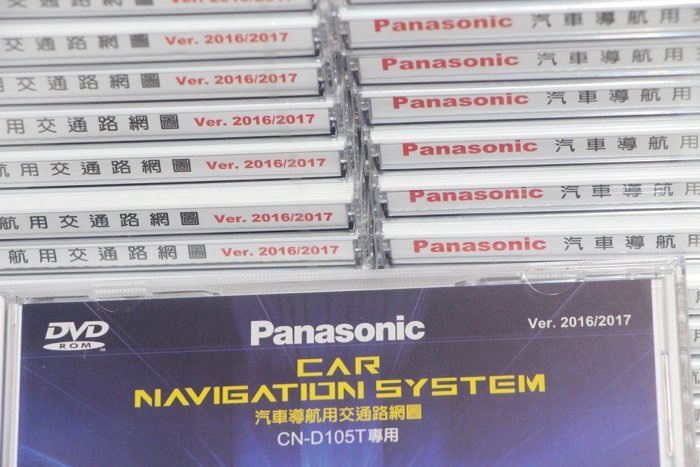 交通路網圖 Ver. 2016/2017
用交通路網圖 Ver. 2016/2017
用交通路網圖 Ver. 2016/2017
用交通路網圖 Ver. 2016/2017
航用交通路網圖 Ver. 2016/2017
航用交通路網圖 Ver. 2016/2017
Panasonic 汽車導航用
Panasonic 汽車導航用
Panasonic 汽車導航用
Panasonic 汽車導航用
Panasonic 汽車導航用
Panasonic 汽車導航用
DVD
ROM
Panasonic
Ver. 2016/2017
CAR
NAVIGATION SYSTEM
汽車導航用交通路網圖
CN-D105T專用